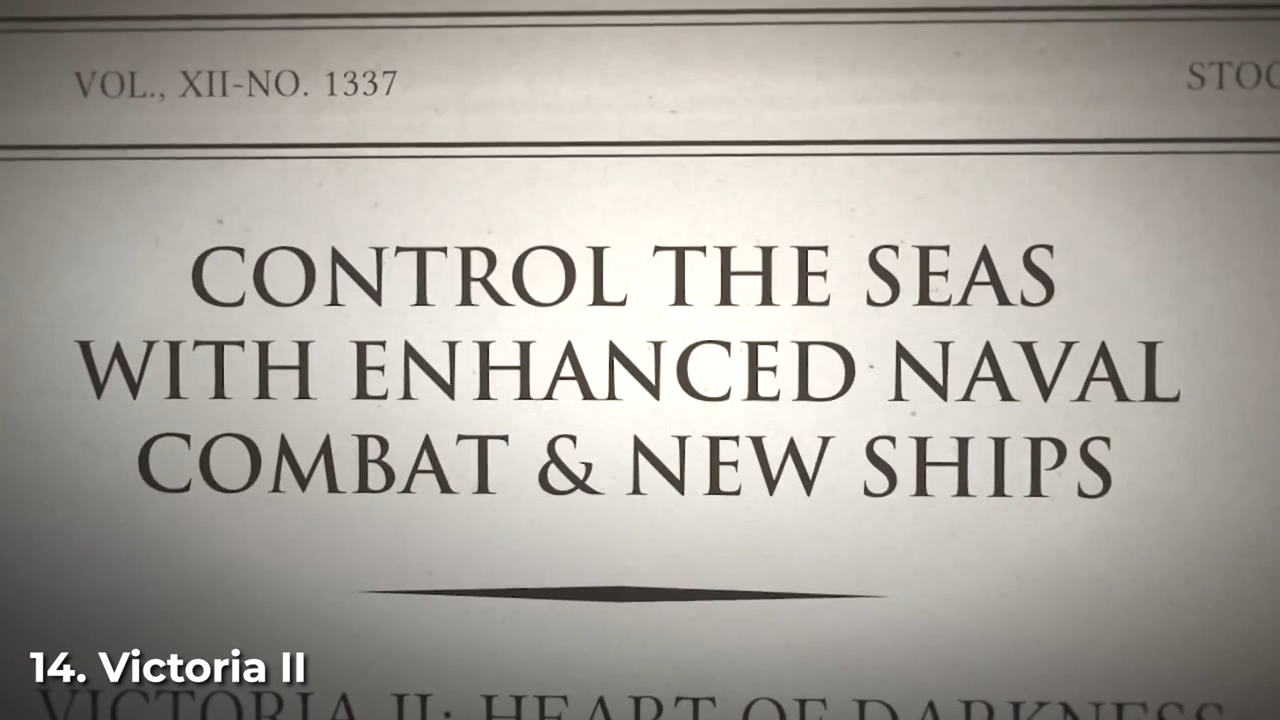 VOL., XII-NO. 1337
CONTROL THE SEAS
WITH ENHANCED NAVAL
COMBAT & NEW SHIPS
14. Victoria II
VICTORIA II: HEART OF DARKNESS